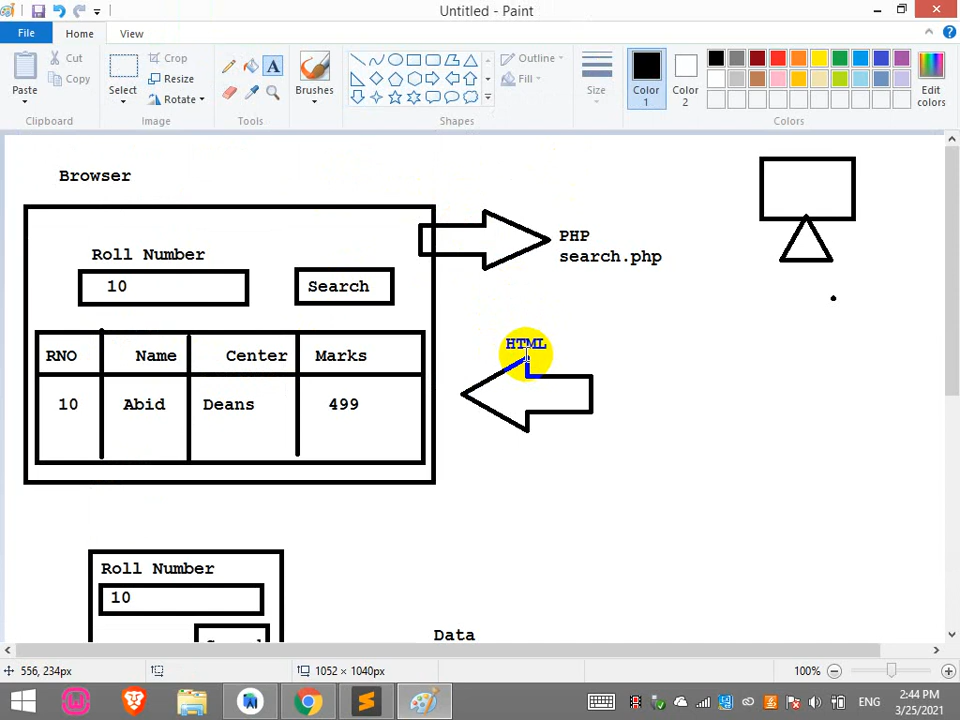 Untitled - Paint
File
Home
View
Paste
Cut
Copy
Clipboard
Select
Crop
Resize
Rotate
Image
A
Tools
Brushes
Shapes
Outline
Fill
Size
Color 1
Color 2
Edit colors
Colors
Browser
Roll Number
10
Search
PHP
search.php
RNO Name Center Marks
10 Abid Deans 499
HTML
Roll Number
10
Data
556, 234px
1052 × 1040px
100%
ENG
2:44 PM
3/25/2021